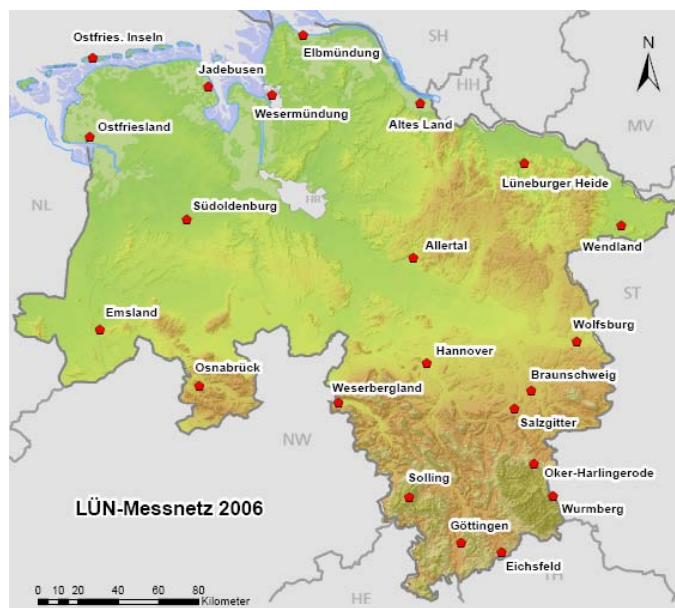 Ostfries. Inseln
Elbmündung
SH
N
Jadebusen
HH
Wesermündung
Altes Land
MV
Ostfriesland
Lüneburger Heide
NL
HB
Südoldenburg
Wendland
Allertal
ST
Emsland
Wolfsburg
Hannover
Osnabrück
Braunschweig
Weserbergland
Salzgitter
NW
Oker-Harlingerode
Solling
Wurmberg
LÜN-Messnetz 2006
Göttingen
Eichsfeld
0 10 20 40 60 80
Kilometer
HE
TH